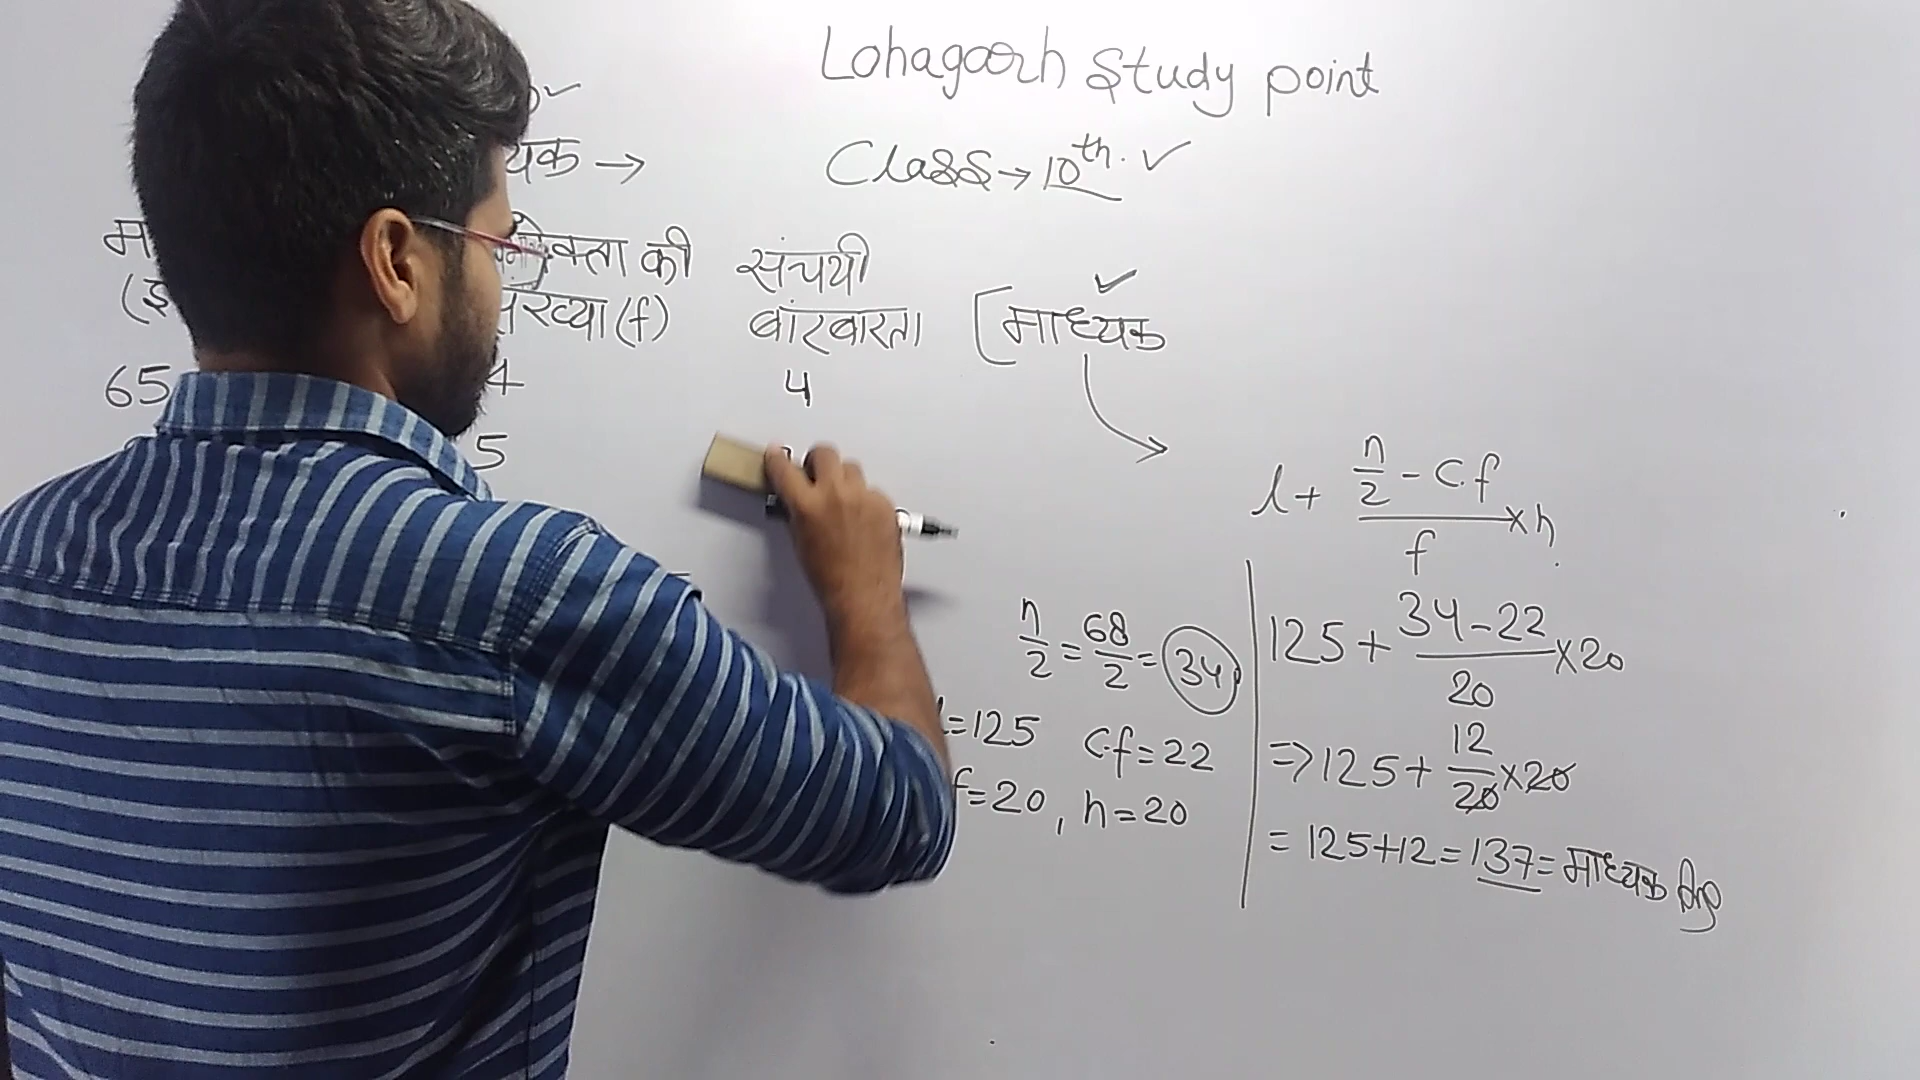 Lohagarh Study point
Class → 10th. ✓
→
की संचयी
संख्या (f) बांरबारता [माध्यक ✓
65 4 4
5
l + (n/2 - C.f)/f × h
n/2 = 68/2 = 34
l = 125 C.f = 22
f = 20, h = 20
125 + (34 - 22)/20 × 20
⇒ 125 + 12/20 × 20
= 125 + 12 = 137 = माध्यक